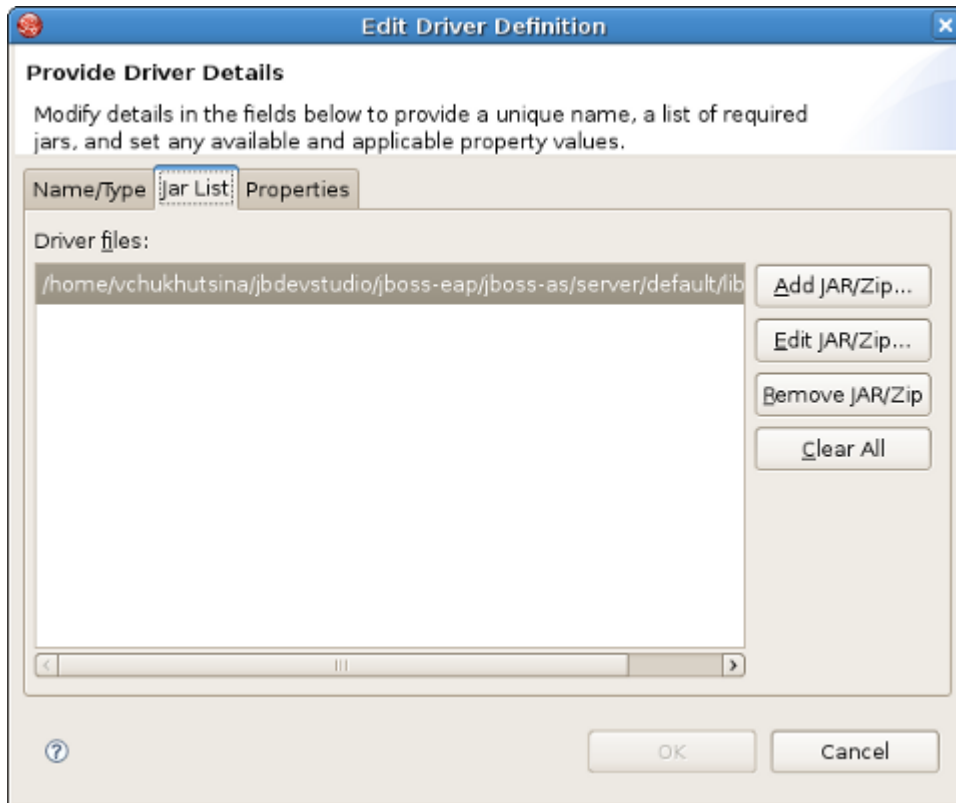 Edit Driver Definition
Provide Driver Details
Modify details in the fields below to provide a unique name, a list of required
jars, and set any available and applicable property values.
Name/Type Jar List Properties
Driver files:
/home/vchukhutsina/jbdevstudio/jboss-eap/jboss-as/server/default/lib
Add JAR/Zip...
Edit JAR/Zip...
Remove JAR/Zip
Clear All
OK Cancel